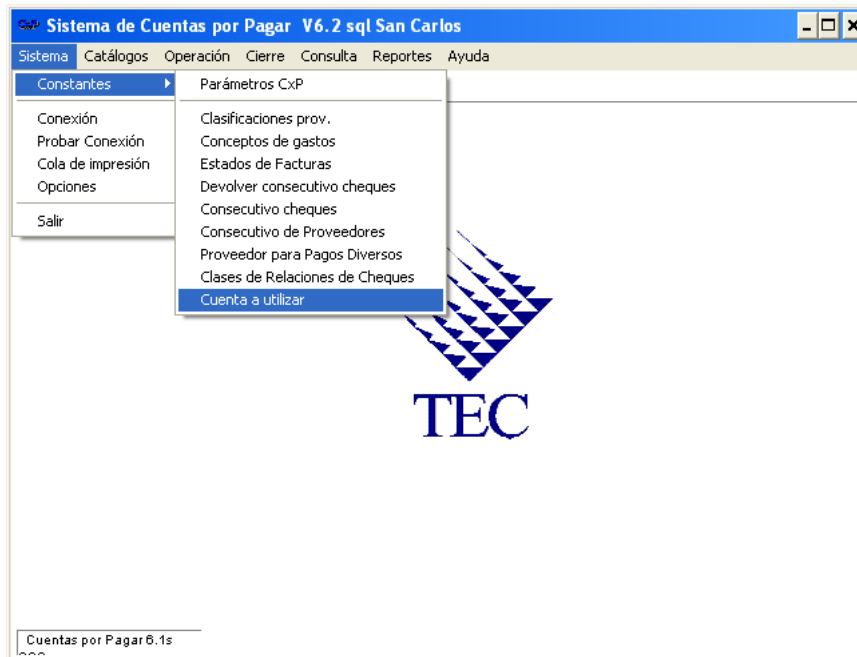 CxP Sistema de Cuentas por Pagar V6.2 sql San Carlos
Sistema Catálogos Operación Cierre Consulta Reportes Ayuda
Constantes
Conexión
Probar Conexión
Cola de impresión
Opciones
Salir
Parámetros CxP
Clasificaciones prov.
Conceptos de gastos
Estados de Facturas
Devolver consecutivo cheques
Consecutivo cheques
Consecutivo de Proveedores
Proveedor para Pagos Diversos
Clases de Relaciones de Cheques
Cuenta a utilizar
TEC
Cuentas por Pagar 6.1s